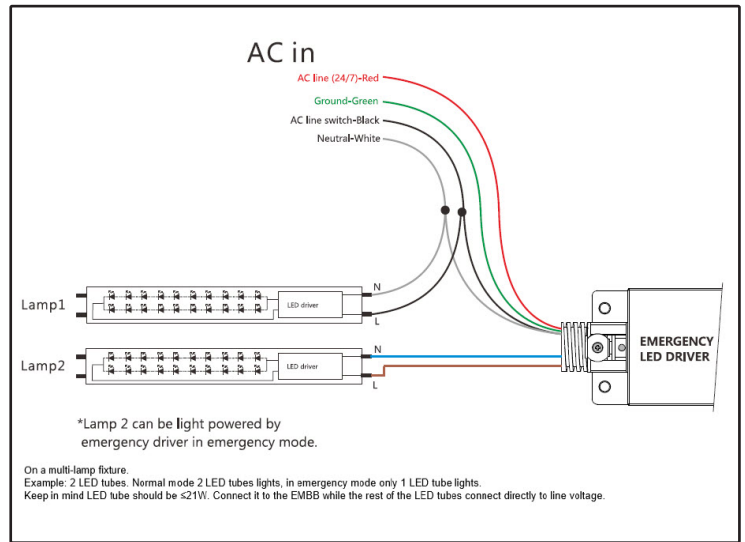 AC in
AC line (24/7)-Red
Ground-Green
AC line switch-Black
Neutral-White
N
Lamp1
LED driver
L
EMERGENCY
LED DRIVER
N
Lamp2
LED driver
L
*Lamp 2 can be light powered by
emergency driver in emergency mode.
On a multi-lamp fixture.
Example: 2 LED tubes. Normal mode 2 LED tubes lights, in emergency mode only 1 LED tube lights.
Keep in mind LED tube should be ≤21W. Connect it to the EMBB while the rest of the LED tubes connect directly to line voltage.